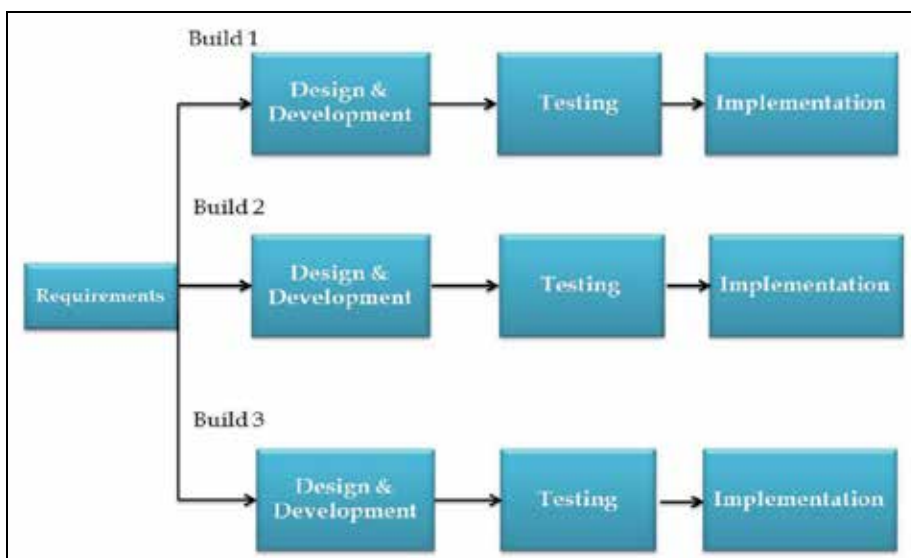 Build 1
Design &
Development
Testing
Implementation
Build 2
Requirements
Design &
Development
Testing
Implementation
Build 3
Design &
Development
Testing
Implementation